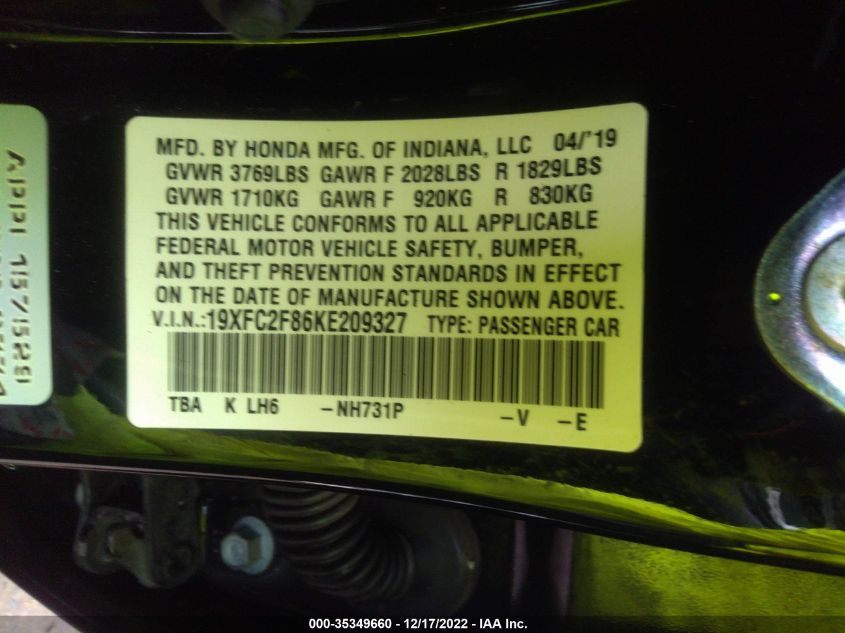 MFD. BY HONDA MFG. OF INDIANA, LLC 04/'19
GVWR 3769LBS GAWR F 2028LBS R 1829LBS
GVWR 1710KG GAWR F 920KG R 830KG
THIS VEHICLE CONFORMS TO ALL APPLICABLE
FEDERAL MOTOR VEHICLE SAFETY, BUMPER,
AND THEFT PREVENTION STANDARDS IN EFFECT
ON THE DATE OF MANUFACTURE SHOWN ABOVE.
V.I.N.:19XFC2F86KE209327 TYPE: PASSENGER CAR
TBA K LH6 -NH731P -V -E
000-35349660 - 12/17/2022 - IAA Inc.